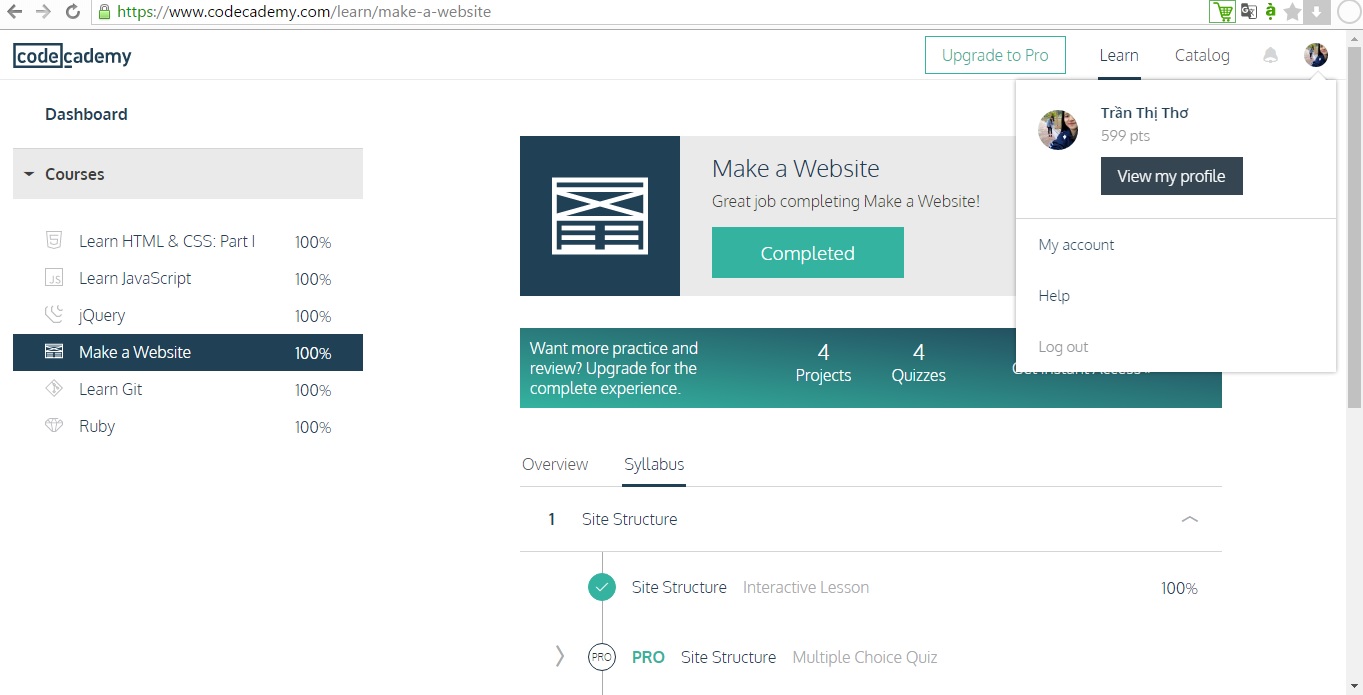 https://www.codecademy.com/learn/make-a-website
codecademy
Upgrade to Pro
Learn
Catalog
Trần Thị Thơ
599 pts
View my profile
My account
Help
Log out
Dashboard
Courses
Learn HTML & CSS: Part I 100%
Learn JavaScript 100%
jQuery 100%
Make a Website 100%
Learn Git 100%
Ruby 100%
Make a Website
Great job completing Make a Website!
Completed
Want more practice and
review? Upgrade for the
complete experience.
4
Projects
4
Quizzes
Overview
Syllabus
1 Site Structure
Site Structure Interactive Lesson 100%
PRO PRO Site Structure Multiple Choice Quiz